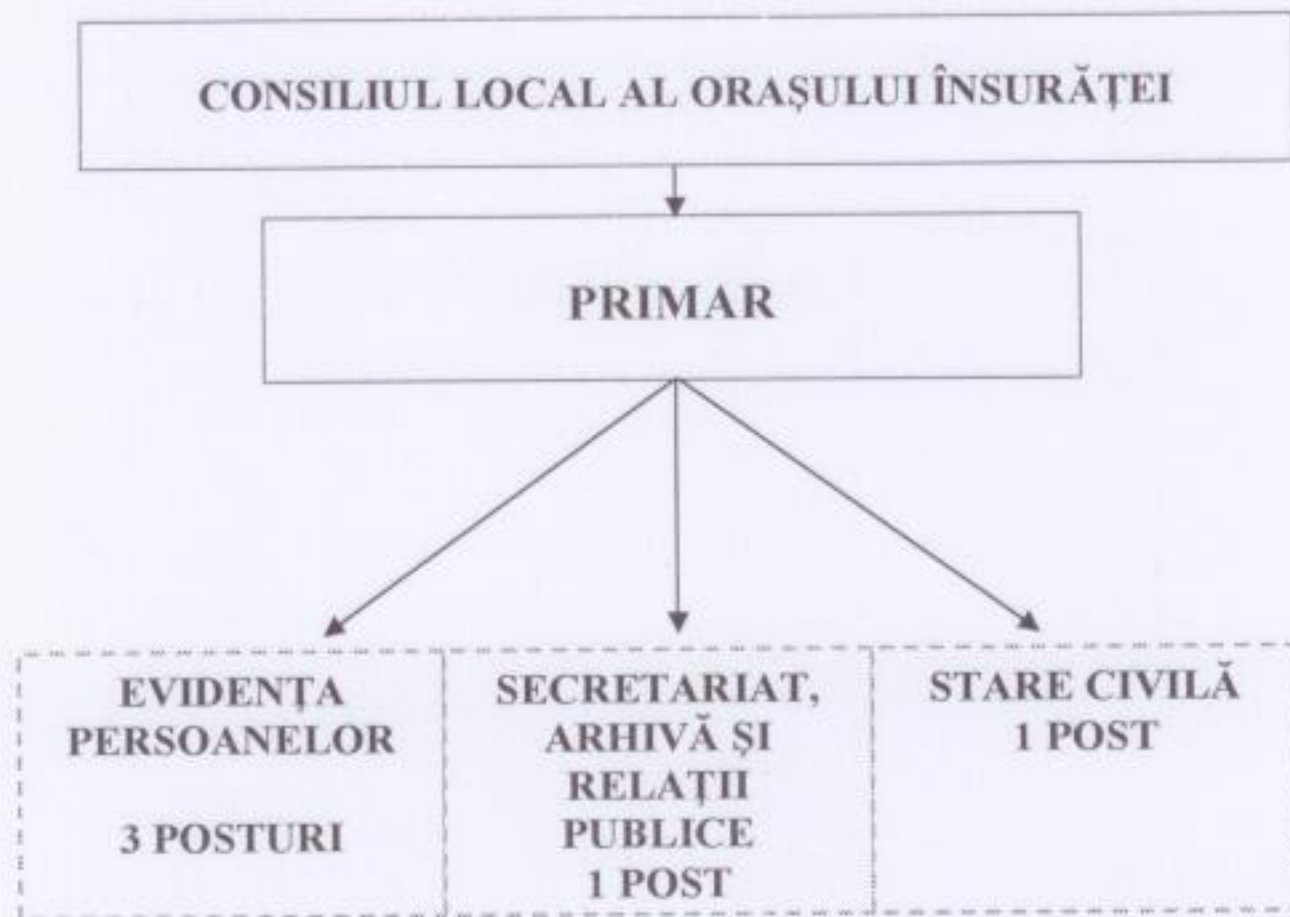 CONSILIUL LOCAL AL ORAȘULUI ÎNSURĂȚEI
PRIMAR
EVIDENȚA
PERSOANELOR
3 POSTURI
SECRETARIAT,
ARHIVĂ ȘI
RELAȚII
PUBLICE
1 POST
STARE CIVILĂ
1 POST